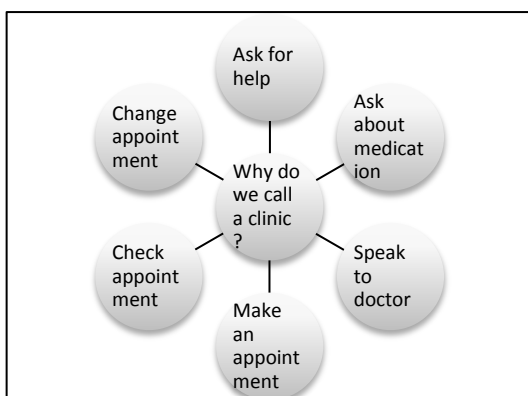 Ask for
help
Ask
about
medicat
ion
Speak
to
doctor
Make
an
appoint
ment
Check
appoint
ment
Change
appoint
ment
Why do
we call
a clinic
?